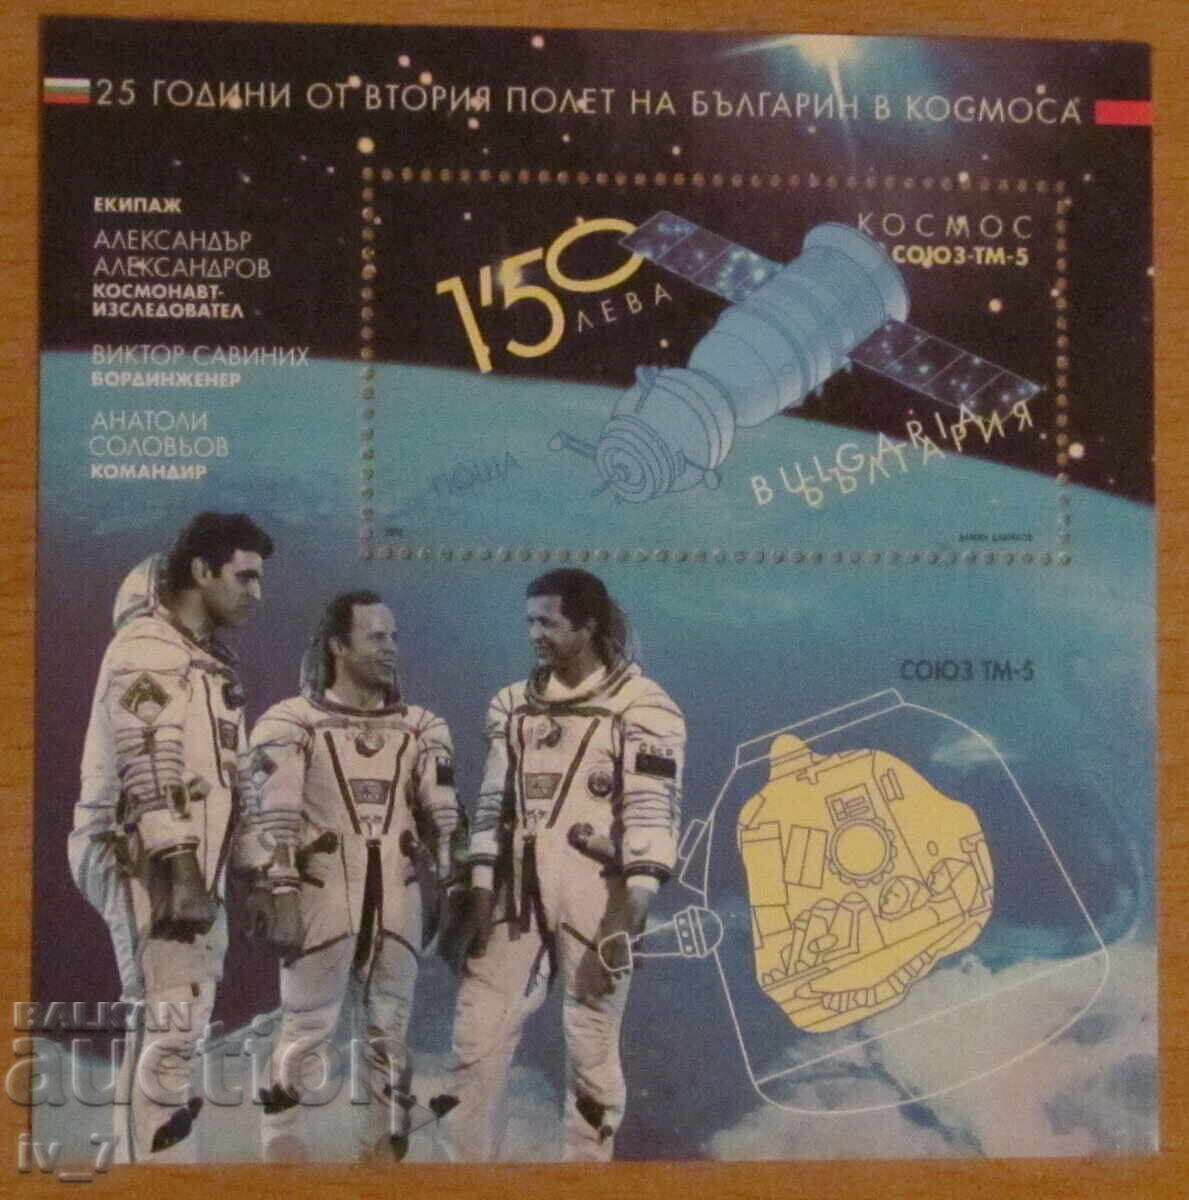 25 ГОДИНИ ОТ ВТОРИЯ ПОЛЕТ НА БЪЛГАРИН В КОСМОСА
ЕКИПАЖ
АЛЕКСАНДЪР
АЛЕКСАНДРОВ
КОСМОНАВТ-
ИЗСЛЕДОВАТЕЛ
ВИКТОР САВИНИХ
БОРДИНЖЕНЕР
АНАТОЛИ
СОЛОВЬОВ
КОМАНДИР
1'50
ЛЕВА
КОСМОС
СОЮЗ-ТМ-5
ПОЩА
BULGARIA
БЪЛГАРИЯ
СОЮЗ ТМ-5
BALKAN
auction
iv_7